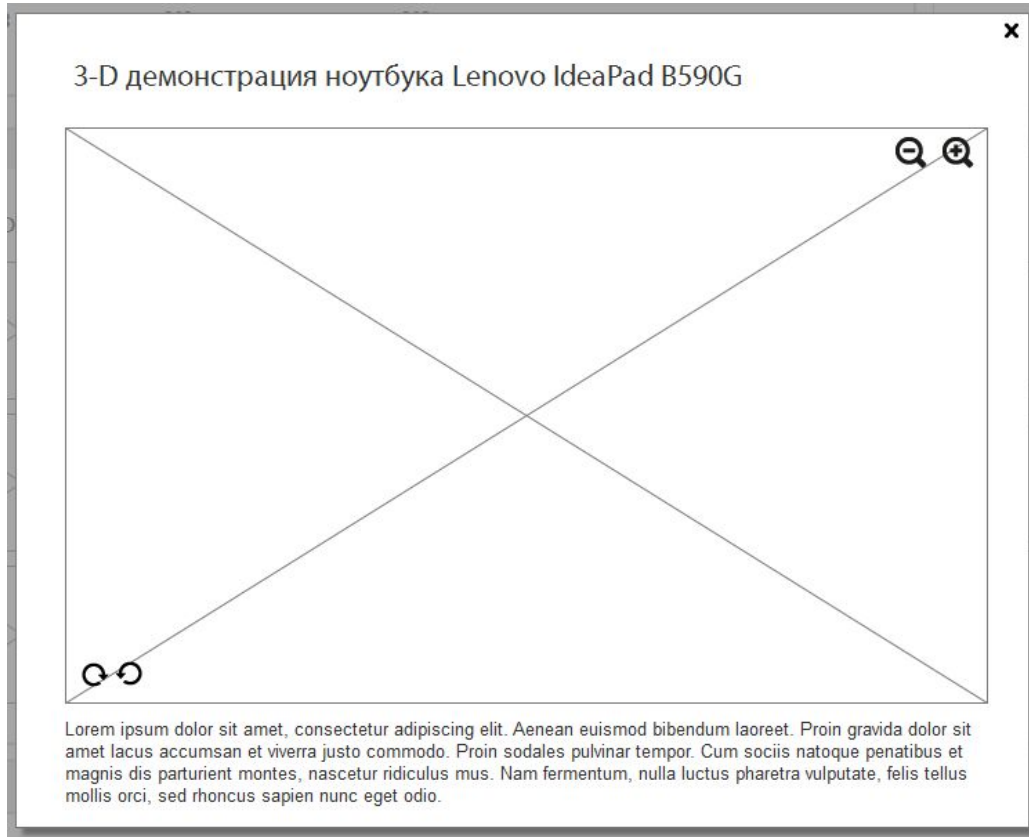 3-D демонстрация ноутбука Lenovo IdeaPad B590G
Lorem ipsum dolor sit amet, consectetur adipiscing elit. Aenean euismod bibendum laoreet. Proin gravida dolor sit
amet lacus accumsan et viverra justo commodo. Proin sodales pulvinar tempor. Cum sociis natoque penatibus et
magnis dis parturient montes, nascetur ridiculus mus. Nam fermentum, nulla luctus pharetra vulputate, felis tellus
mollis orci, sed rhoncus sapien nunc eget odio.